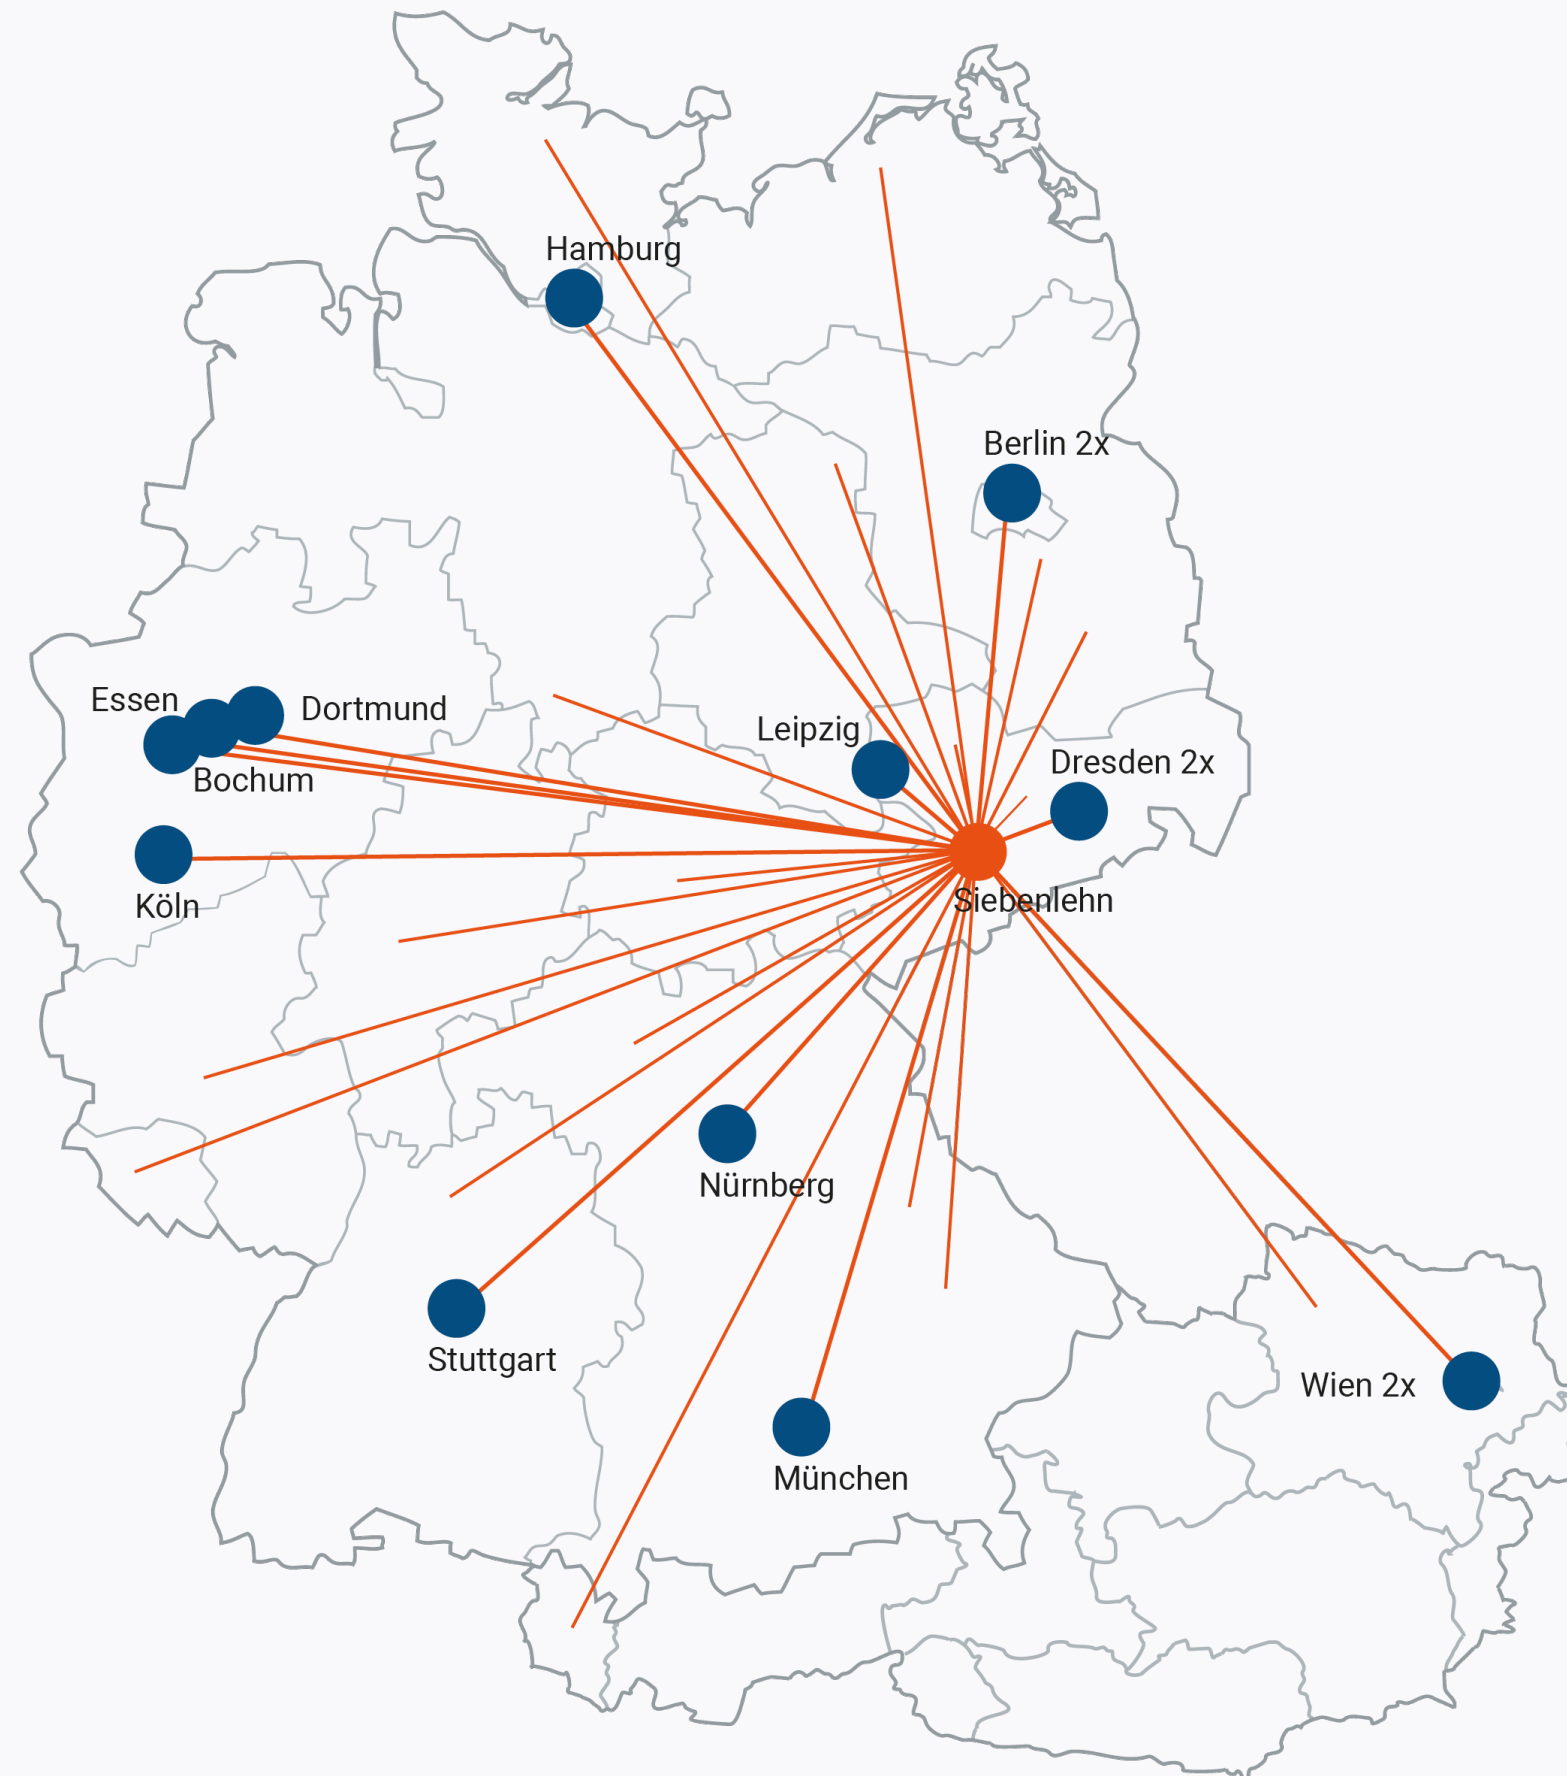 Hamburg
Berlin 2x
Essen
Dortmund
Leipzig
Bochum
Dresden 2x
Köln
Siebenlehn
Nürnberg
Stuttgart
Wien 2x
München